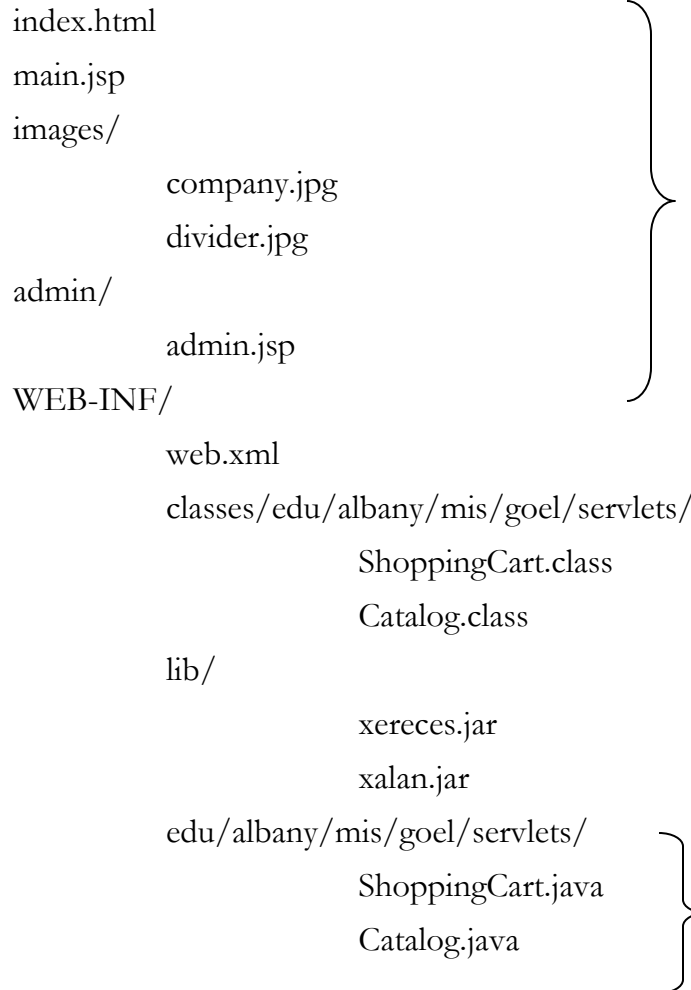 index.html
main.jsp
images/
company.jpg
divider.jpg
admin/
admin.jsp
WEB-INF/
web.xml
classes/edu/albany/mis/goel/servlets/
ShoppingCart.class
Catalog.class
lib/
xereces.jar
xalan.jar
edu/albany/mis/goel/servlets/
ShoppingCart.java
Catalog.java